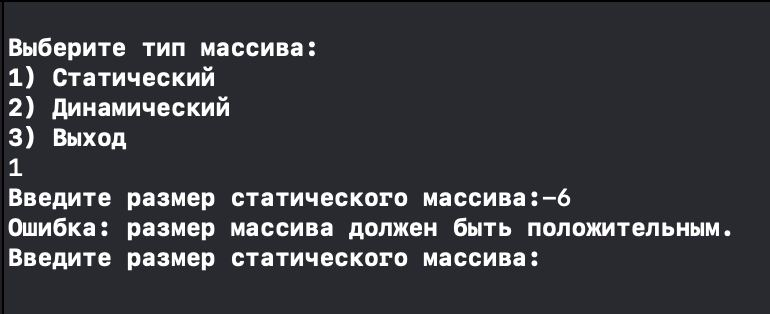 Выберите тип массива:
1) Статический
2) Динамический
3) Выход
1
Введите размер статического массива:-6
Ошибка: размер массива должен быть положительным.
Введите размер статического массива: